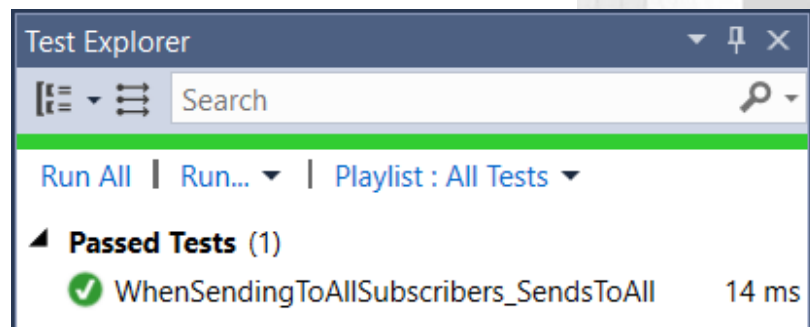 Test Explorer
Search
Run All | Run... | Playlist : All Tests
Passed Tests (1)
WhenSendingToAllSubscribers_SendsToAll 14 ms